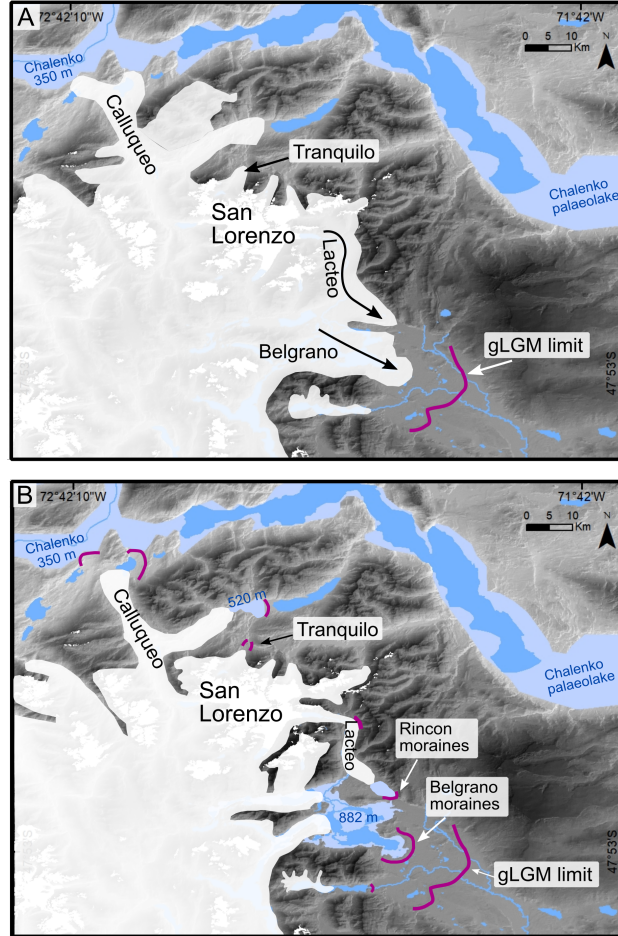 A
72°42'10"W
71°42'W
0 5 10
Km
N
Chalenko
350 m
Calluqueo
Tranquilo
Chalenko
palaeolake
San
Lorenzo
Lacteo
Belgrano
gLGM limit
47°53'S
B
72°42'10"W
71°42'W
0 5 10
Km
N
Chalenko
350 m
Calluqueo
520 m
Tranquilo
Chalenko
palaeolake
San
Lorenzo
Lacteo
Rincon
moraines
Belgrano
moraines
882 m
gLGM limit
47°53'S